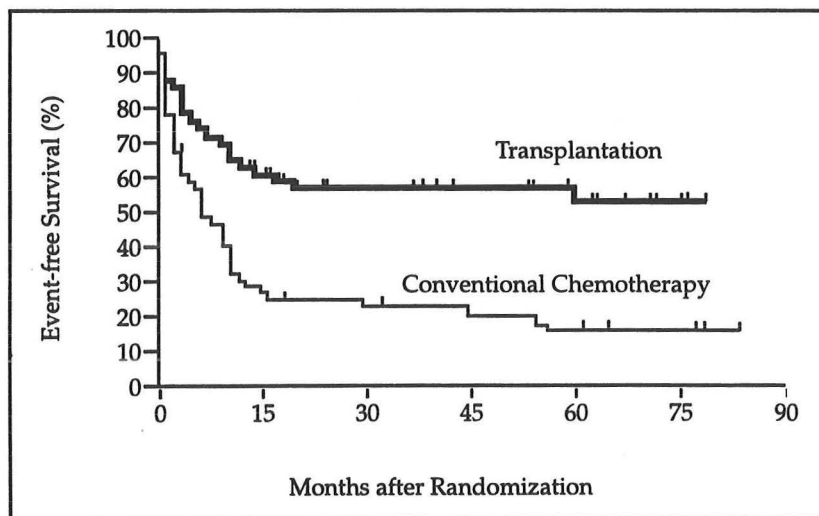 Event-free Survival (%)
100
90
80
70
60
50
40
30
20
10
0
Transplantation
Conventional Chemotherapy
0 15 30 45 60 75 90
Months after Randomization